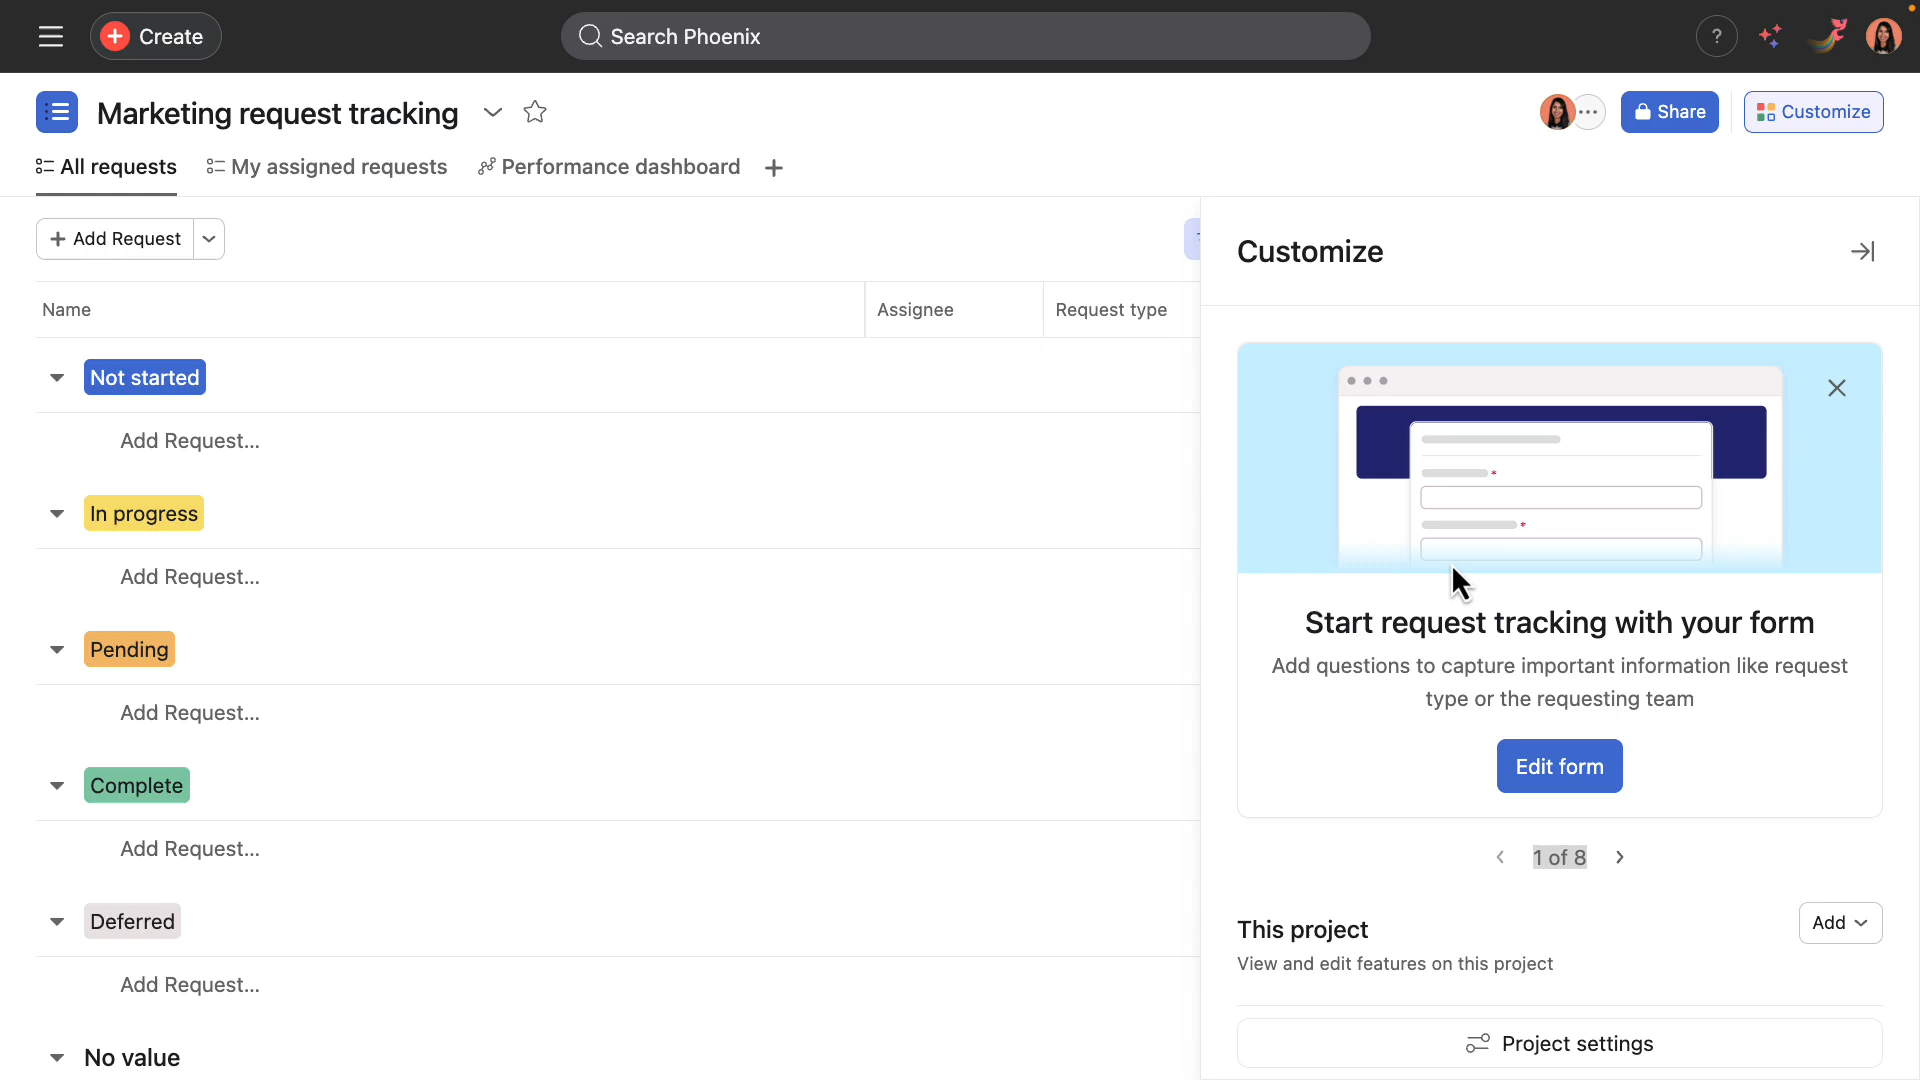 Create
Search Phoenix
?
Marketing request tracking
Share
Customize
All requests
My assigned requests
Performance dashboard
+ Add Request
Customize
Name
Assignee
Request type
Not started
Add Request...
In progress
Add Request...
Pending
Add Request...
Complete
Add Request...
Deferred
Add Request...
No value
Start request tracking with your form
Add questions to capture important information like request
type or the requesting team
Edit form
1 of 8
This project
Add
View and edit features on this project
Project settings